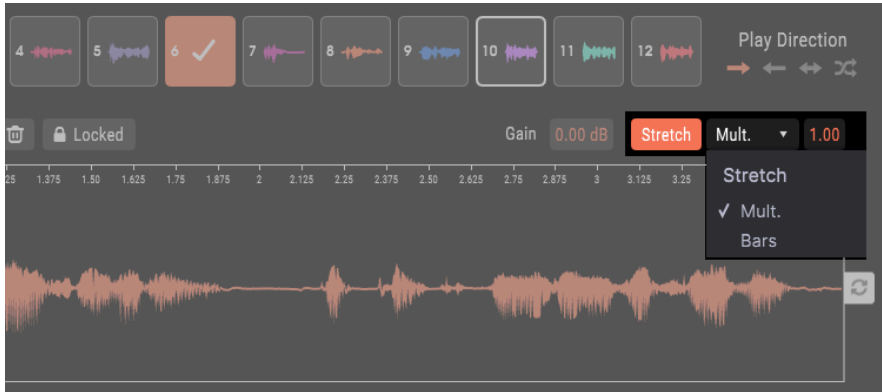 4 5 6 7 8 9 10 11 12 Play Direction
Locked Gain 0.00 dB Stretch Mult. 1.00
25 1.375 1.50 1.625 1.75 1.875 2 2.125 2.25 2.375 2.50 2.625 2.75 2.875 3 3.125 3.25
Stretch
Mult.
Bars